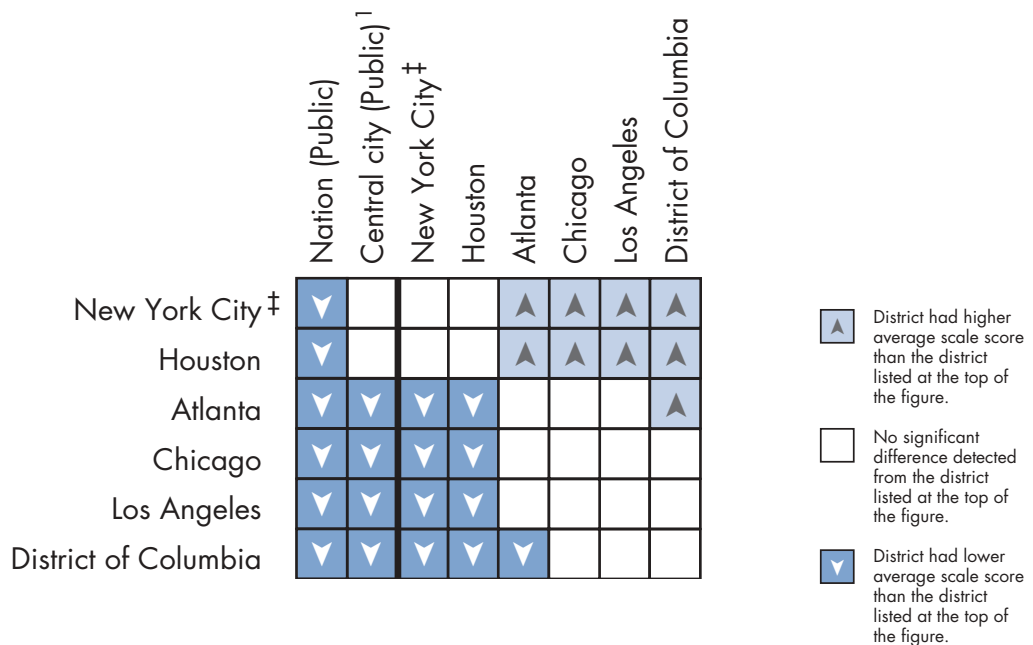 Nation (Public)
Central city (Public) 1
New York City‡
Houston
Atlanta
Chicago
Los Angeles
District of Columbia
New York City‡
Houston
Atlanta
Chicago
Los Angeles
District of Columbia
District had higher
average scale score
than the district
listed at the top of
the figure.
No significant
difference detected
from the district
listed at the top of
the figure.
District had lower
average scale score
than the district
listed at the top of
the figure.